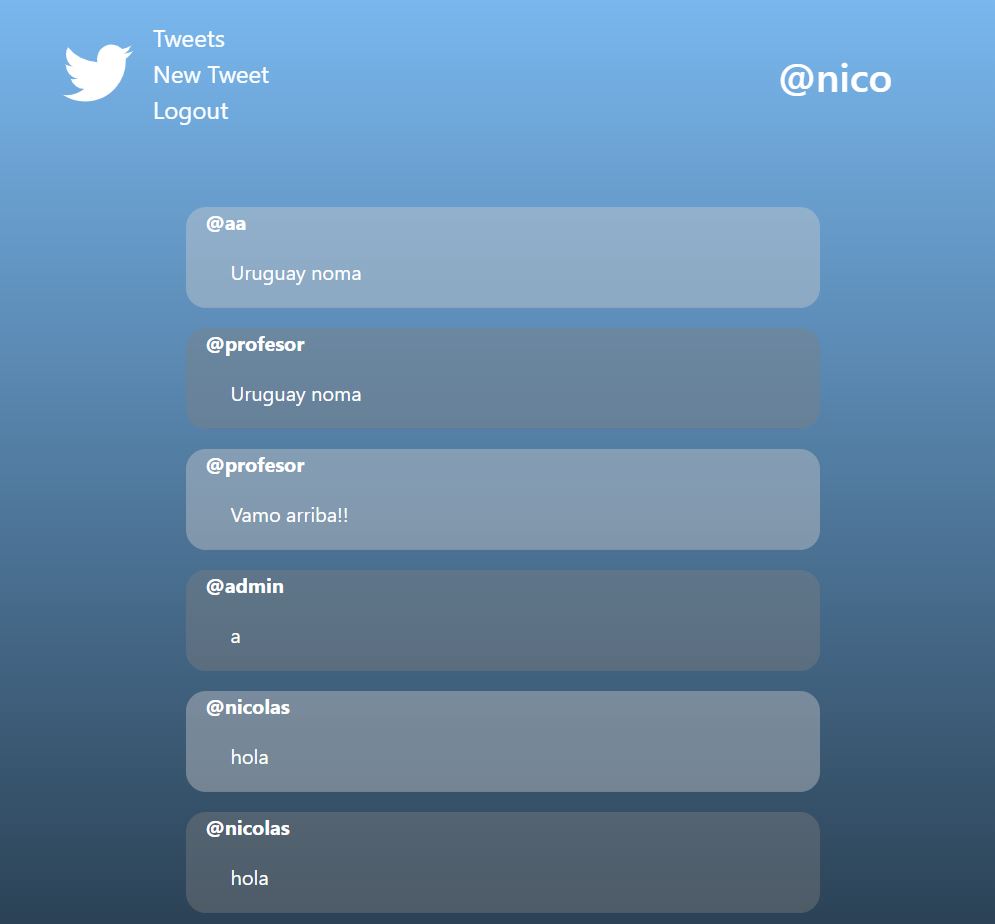 Tweets
New Tweet
Logout
@nico
@aa
Uruguay noma
@profesor
Uruguay noma
@profesor
Vamo arriba!!
@admin
a
@nicolas
hola
@nicolas
hola